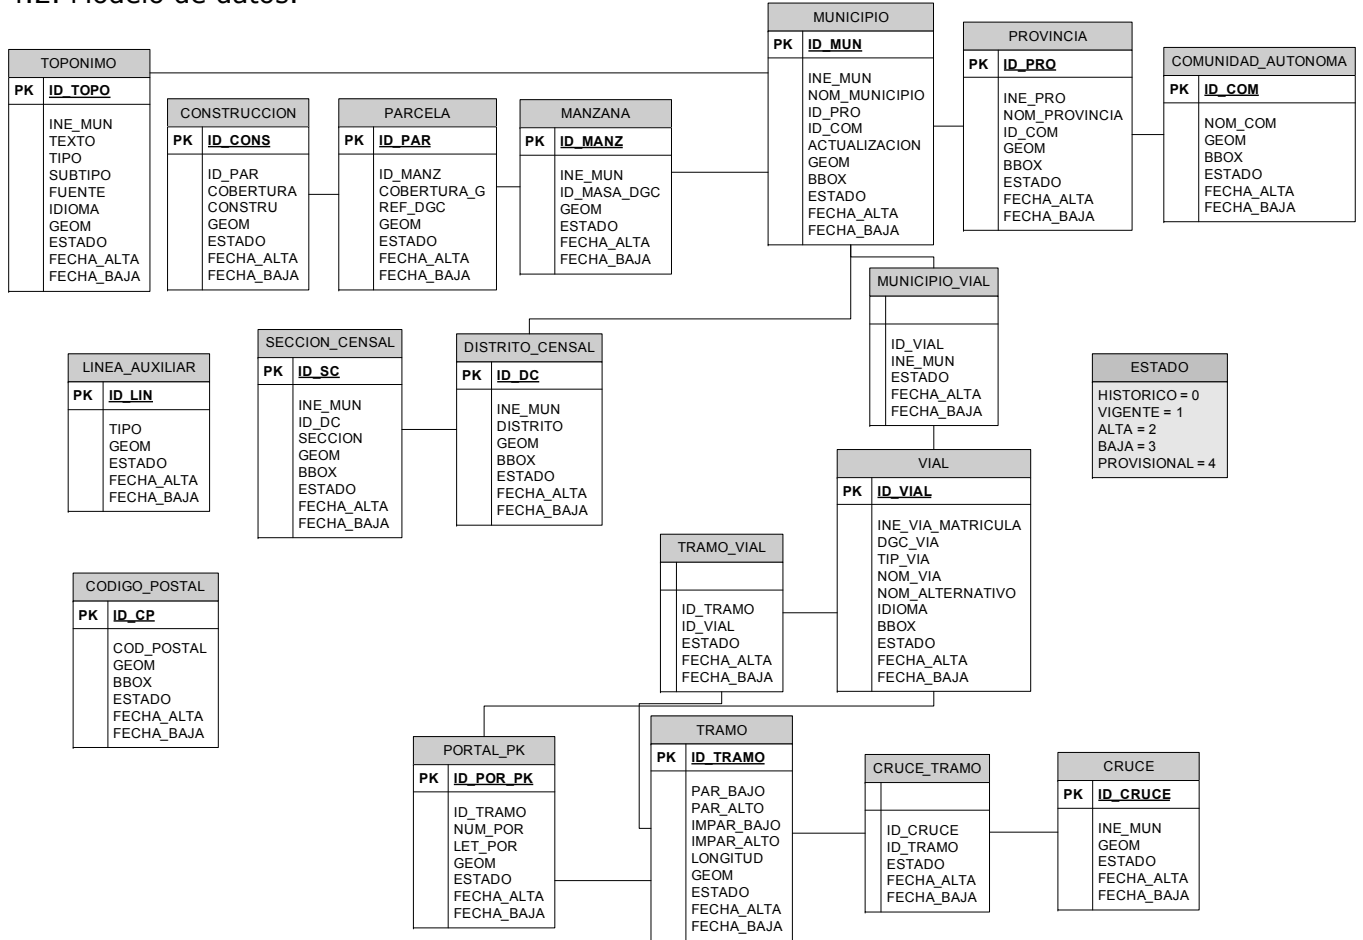 4.2. Modelo de datos.
TOPONIMO
PK ID_TOPO
INE_MUN
TEXTO
TIPO
SUBTIPO
FUENTE
IDIOMA
GEOM
ESTADO
FECHA_ALTA
FECHA_BAJA
CONSTRUCCION
PK ID_CONS
ID_PAR
COBERTURA
CONSTRU
GEOM
ESTADO
FECHA_ALTA
FECHA_BAJA
PARCELA
PK ID_PAR
ID_MANZ
COBERTURA_G
REF_DGC
GEOM
ESTADO
FECHA_ALTA
FECHA_BAJA
MANZANA
PK ID_MANZ
INE_MUN
ID_MASA_DGC
GEOM
ESTADO
FECHA_ALTA
FECHA_BAJA
MUNICIPIO
PK ID_MUN
INE_MUN
NOM_MUNICIPIO
ID_PRO
ID_COM
ACTUALIZACION
GEOM
BBOX
ESTADO
FECHA_ALTA
FECHA_BAJA
PROVINCIA
PK ID_PRO
INE_PRO
NOM_PROVINCIA
ID_COM
GEOM
BBOX
ESTADO
FECHA_ALTA
FECHA_BAJA
COMUNIDAD_AUTONOMA
PK ID_COM
NOM_COM
GEOM
BBOX
ESTADO
FECHA_ALTA
FECHA_BAJA
MUNICIPIO_VIAL
ID_VIAL
INE_MUN
ESTADO
FECHA_ALTA
FECHA_BAJA
LINEA_AUXILIAR
PK ID_LIN
TIPO
GEOM
ESTADO
FECHA_ALTA
FECHA_BAJA
SECCION_CENSAL
PK ID_SC
INE_MUN
ID_DC
SECCION
GEOM
BBOX
ESTADO
FECHA_ALTA
FECHA_BAJA
DISTRITO_CENSAL
PK ID_DC
INE_MUN
DISTRITO
GEOM
BBOX
ESTADO
FECHA_ALTA
FECHA_BAJA
ESTADO
HISTORICO = 0
VIGENTE = 1
ALTA = 2
BAJA = 3
PROVISIONAL = 4
VIAL
PK ID_VIAL
INE_VIA_MATRICULA
DGC_VIA
TIP_VIA
NOM_VIA
NOM_ALTERNATIVO
IDIOMA
BBOX
ESTADO
FECHA_ALTA
FECHA_BAJA
TRAMO_VIAL
ID_TRAMO
ID_VIAL
ESTADO
FECHA_ALTA
FECHA_BAJA
CODIGO_POSTAL
PK ID_CP
COD_POSTAL
GEOM
BBOX
ESTADO
FECHA_ALTA
FECHA_BAJA
PORTAL_PK
PK ID_POR_PK
ID_TRAMO
NUM_POR
LET_POR
GEOM
ESTADO
FECHA_ALTA
FECHA_BAJA
TRAMO
PK ID_TRAMO
PAR_BAJO
PAR_ALTO
IMPAR_BAJO
IMPAR_ALTO
LONGITUD
GEOM
ESTADO
FECHA_ALTA
FECHA_BAJA
CRUCE_TRAMO
ID_CRUCE
ID_TRAMO
ESTADO
FECHA_ALTA
FECHA_BAJA
CRUCE
PK ID_CRUCE
INE_MUN
GEOM
ESTADO
FECHA_ALTA
FECHA_BAJA